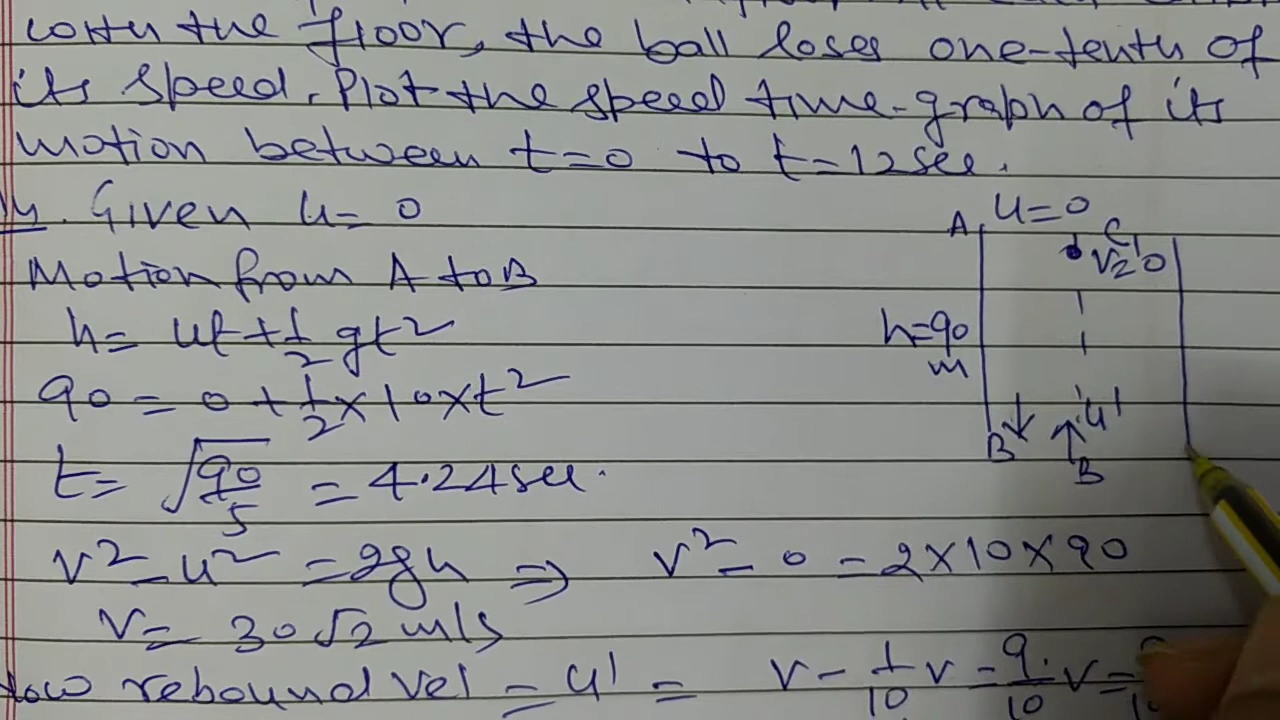 with the floor, the ball loses one-tenth of
its speed. Plot the speed time-graph of its
motion between t=0 to t=12 sec.
Given u=0
A u=0
C
v=0
Motion from A to B
h= ut+1/2 gt²
h=90
m
90 = 0+1/2×10×t²
u'
B
B
t= √90/5 = 4.24 sec.
v²-u² =2gh ⇒ v²-0 = 2×10×90
v= 30√2 m/s
Now rebound vel = u' = v-1/10 v=9/10 v=